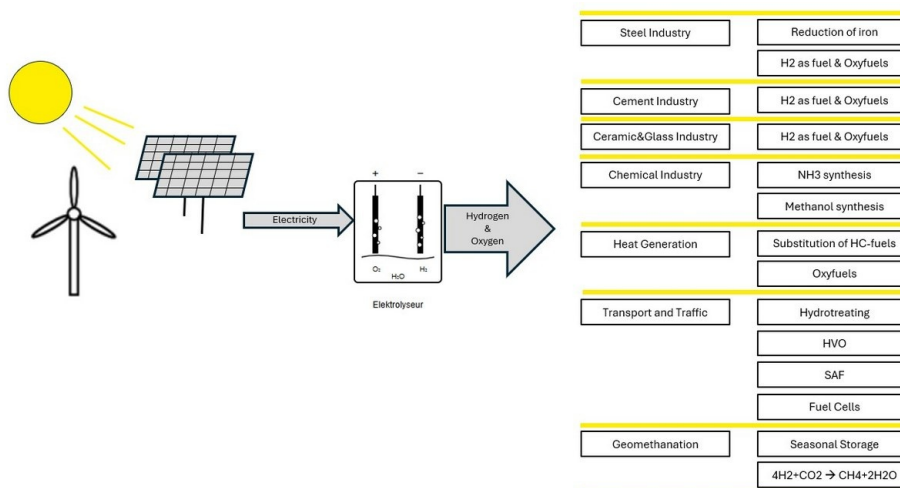 Steel Industry
Reduction of iron
H2 as fuel & Oxyfuels
Cement Industry
H2 as fuel & Oxyfuels
Ceramic&Glass Industry
H2 as fuel & Oxyfuels
Chemical Industry
NH3 synthesis
Methanol synthesis
Heat Generation
Substitution of HC-fuels
Oxyfuels
Transport and Traffic
Hydrotreating
HVO
SAF
Fuel Cells
Geomethanation
Seasonal Storage
4H2+CO2 → CH4+2H2O
Electricity
+
−
O₂
H₂O
H₂
Elektrolyseur
Hydrogen
&
Oxygen